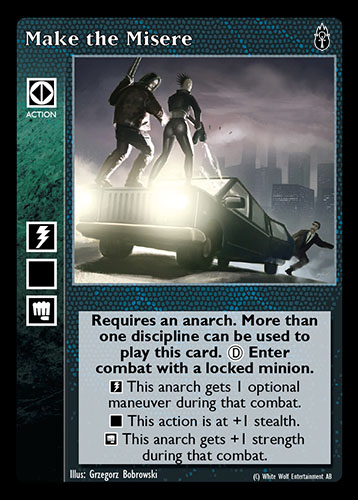 Make the Misere
ACTION
Requires an anarch. More than
one discipline can be used to
play this card. Ⓓ Enter
combat with a locked minion.
This anarch gets 1 optional
maneuver during that combat.
This action is at +1 stealth.
This anarch gets +1 strength
during that combat.
Illus: Grzegorz Bobrowski
(C) White Wolf Entertainment AB